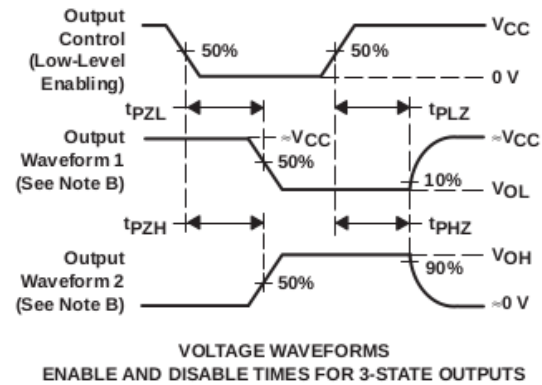 Output
Control
(Low-Level
Enabling)
50%
50%
VCC
0 V
tPZL
tPLZ
Output
Waveform 1
(See Note B)
≈VCC
50%
≈VCC
10%
VOL
tPZH
tPHZ
Output
Waveform 2
(See Note B)
50%
VOH
90%
≈0 V
VOLTAGE WAVEFORMS
ENABLE AND DISABLE TIMES FOR 3-STATE OUTPUTS